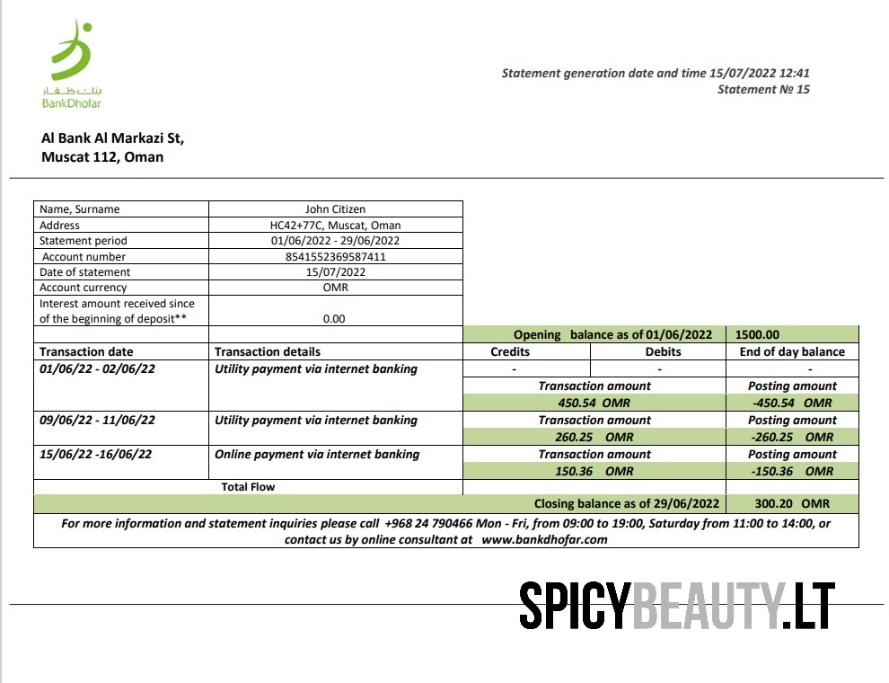 بنك ظفار
BankDhofar
Statement generation date and time 15/07/2022 12:41
Statement № 15
Al Bank Al Markazi St,
Muscat 112, Oman
Name, Surname John Citizen
Address HC42+77C, Muscat, Oman
Statement period 01/06/2022 - 29/06/2022
Account number 8541552369587411
Date of statement 15/07/2022
Account currency OMR
Interest amount received since
of the beginning of deposit** 0.00
Opening balance as of 01/06/2022 1500.00
Transaction date Transaction details Credits Debits End of day balance
01/06/22 - 02/06/22 Utility payment via internet banking - - -
Transaction amount Posting amount
450.54 OMR -450.54 OMR
09/06/22 - 11/06/22 Utility payment via internet banking Transaction amount Posting amount
260.25 OMR -260.25 OMR
15/06/22 -16/06/22 Online payment via internet banking Transaction amount Posting amount
150.36 OMR -150.36 OMR
Total Flow
Closing balance as of 29/06/2022 300.20 OMR
For more information and statement inquiries please call +968 24 790466 Mon - Fri, from 09:00 to 19:00, Saturday from 11:00 to 14:00, or
contact us by online consultant at www.bankdhofar.com
SPICYBEAUTY.LT